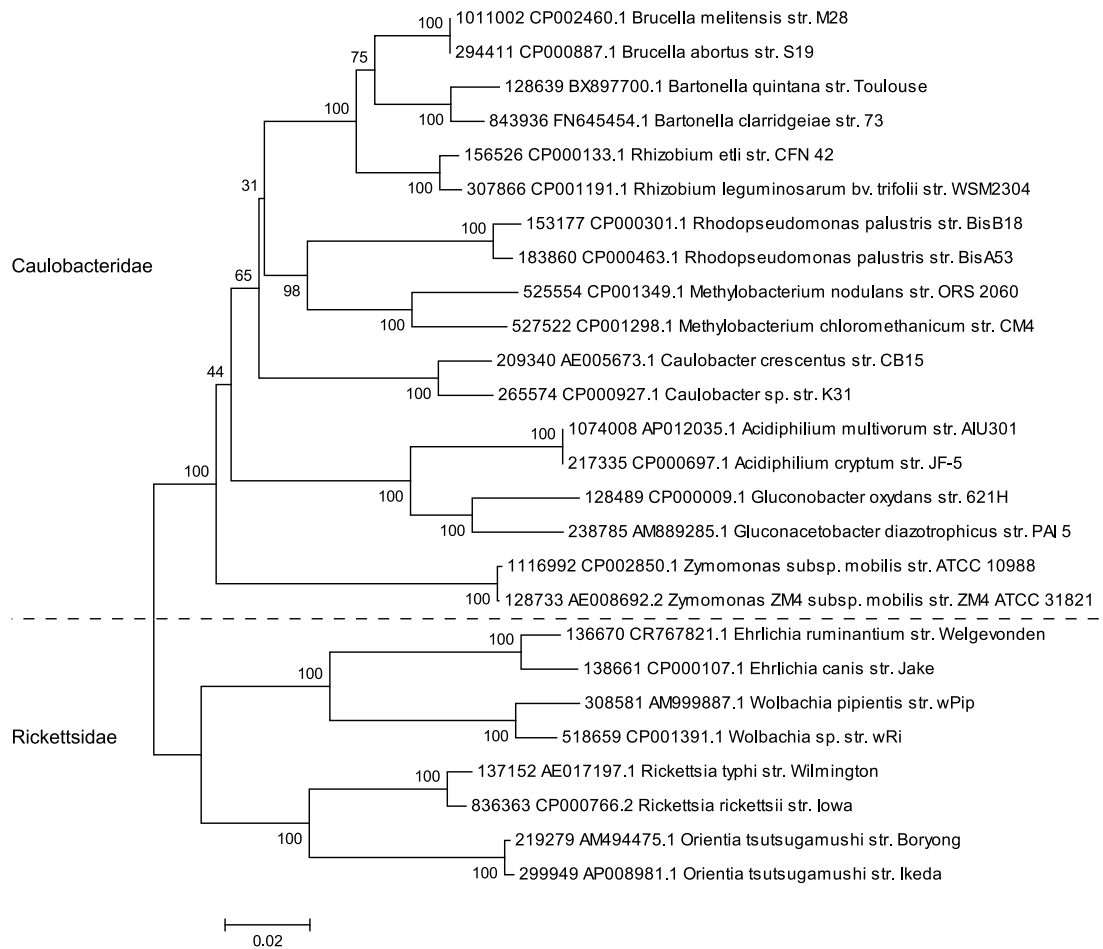 100
1011002 CP002460.1 Brucella melitensis str. M28
294411 CP000887.1 Brucella abortus str. S19
75
128639 BX897700.1 Bartonella quintana str. Toulouse
100
843936 FN645454.1 Bartonella clarridgeiae str. 73
100
156526 CP000133.1 Rhizobium etli str. CFN 42
100
307866 CP001191.1 Rhizobium leguminosarum bv. trifolii str. WSM2304
31
153177 CP000301.1 Rhodopseudomonas palustris str. BisB18
100
183860 CP000463.1 Rhodopseudomonas palustris str. BisA53
Caulobacteridae
65
98
525554 CP001349.1 Methylobacterium nodulans str. ORS 2060
100
527522 CP001298.1 Methylobacterium chloromethanicum str. CM4
209340 AE005673.1 Caulobacter crescentus str. CB15
44
100
265574 CP000927.1 Caulobacter sp. str. K31
100
1074008 AP012035.1 Acidiphilium multivorum str. AIU301
217335 CP000697.1 Acidiphilium cryptum str. JF-5
100
100
128489 CP000009.1 Gluconobacter oxydans str. 621H
100
238785 AM889285.1 Gluconacetobacter diazotrophicus str. PAl 5
1116992 CP002850.1 Zymomonas subsp. mobilis str. ATCC 10988
100
128733 AE008692.2 Zymomonas ZM4 subsp. mobilis str. ZM4 ATCC 31821
100
136670 CR767821.1 Ehrlichia ruminantium str. Welgevonden
100
138661 CP000107.1 Ehrlichia canis str. Jake
308581 AM999887.1 Wolbachia pipientis str. wPip
100
518659 CP001391.1 Wolbachia sp. str. wRi
Rickettsidae
100
137152 AE017197.1 Rickettsia typhi str. Wilmington
836363 CP000766.2 Rickettsia rickettsii str. Iowa
100
219279 AM494475.1 Orientia tsutsugamushi str. Boryong
100
299949 AP008981.1 Orientia tsutsugamushi str. Ikeda
0.02